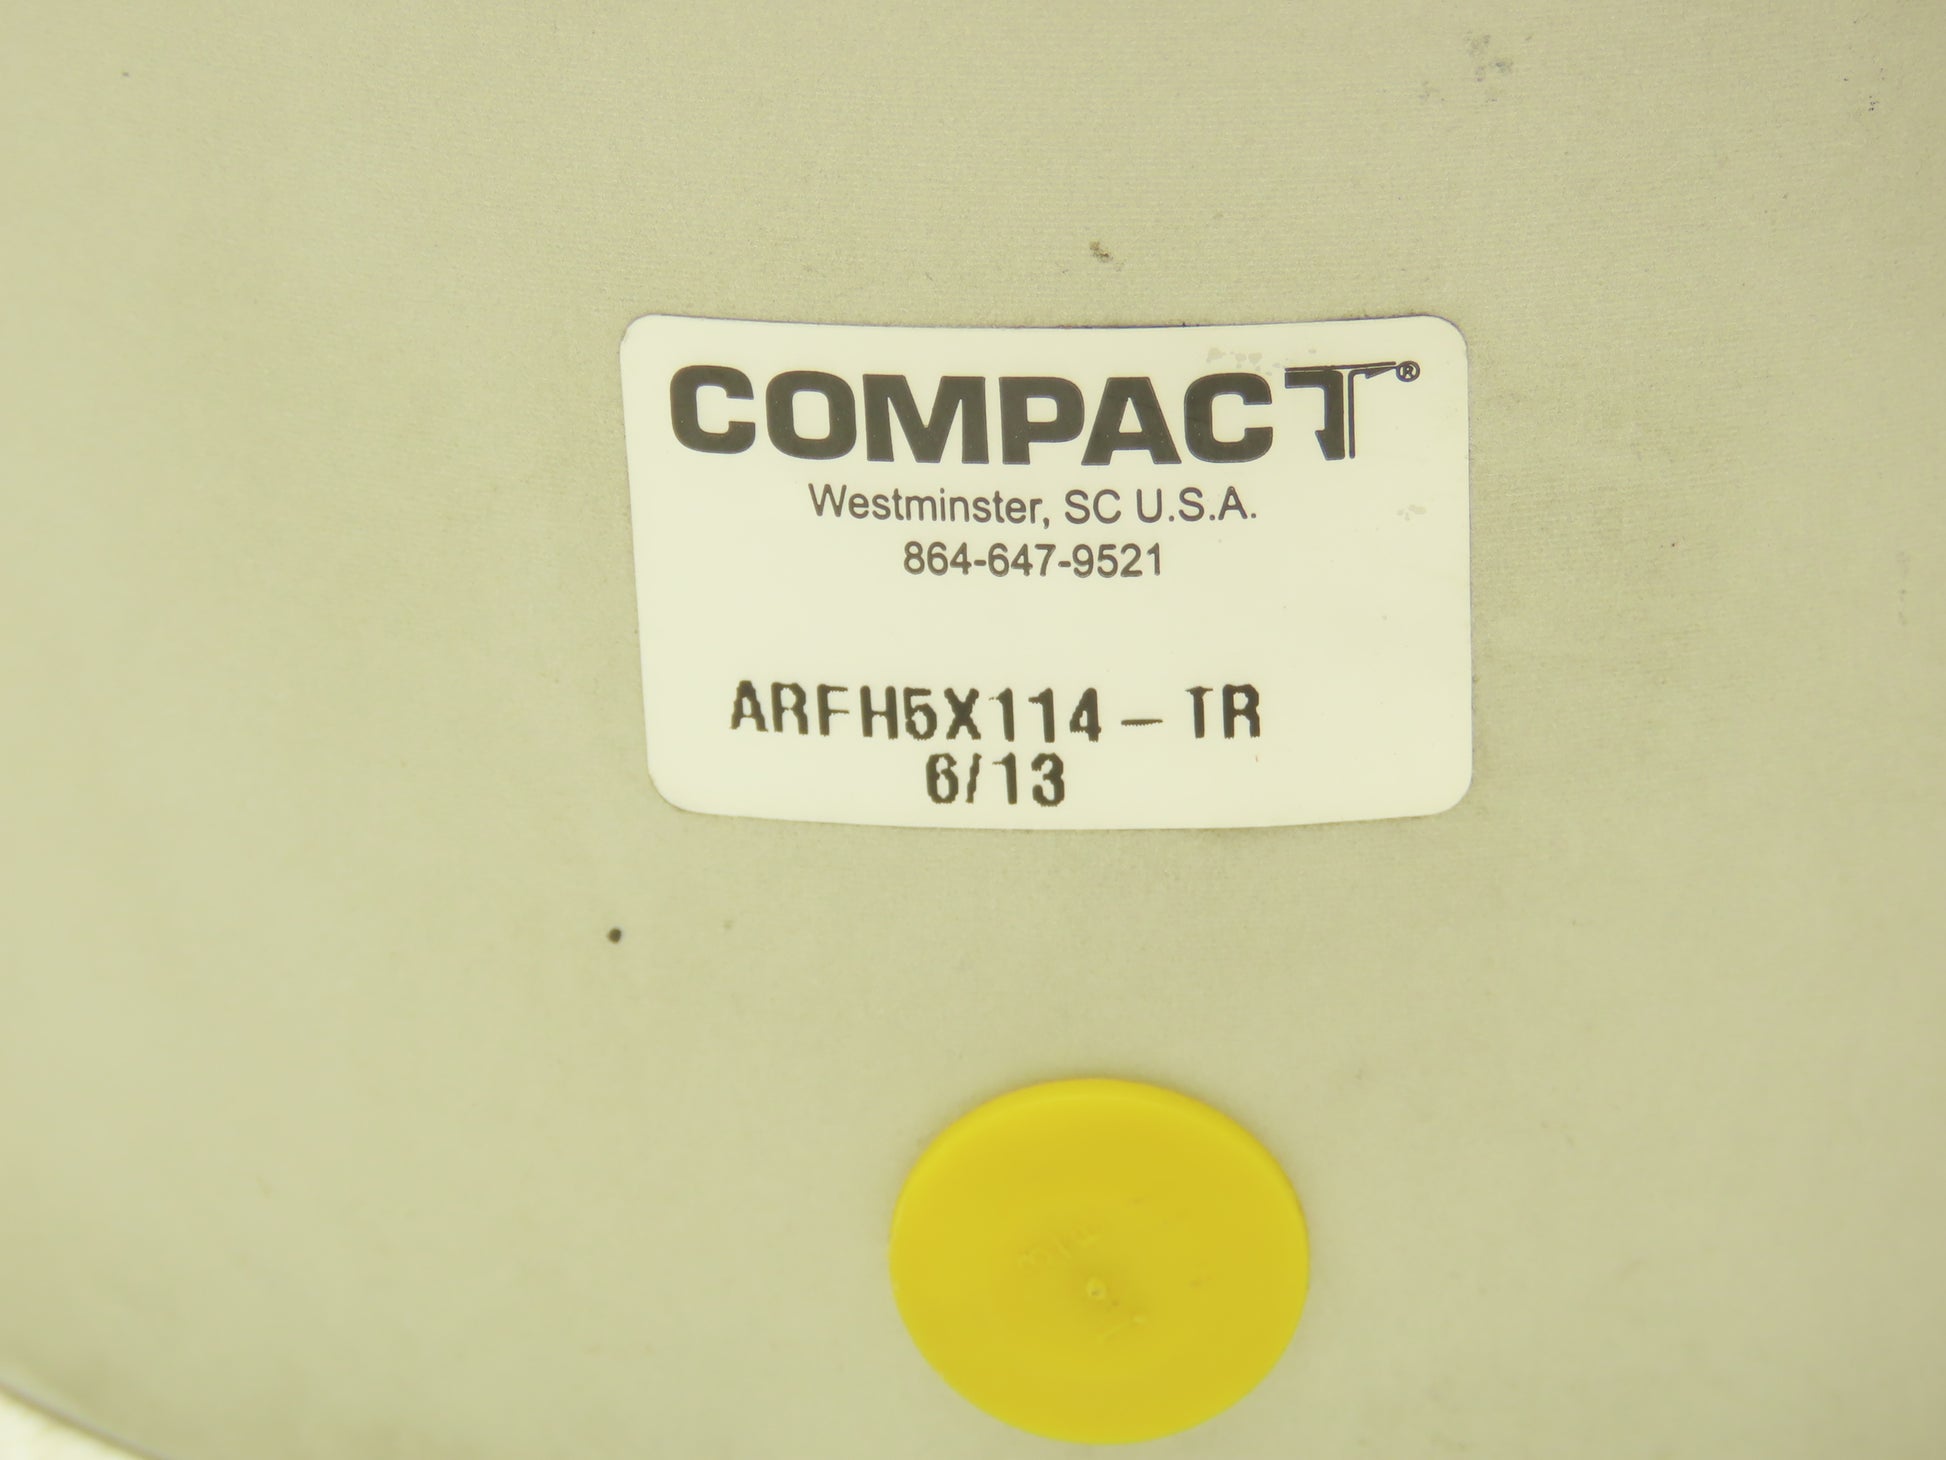 COMPACT®
Westminster, SC U.S.A.
864-647-9521
ARFH5X114-TR
6/13